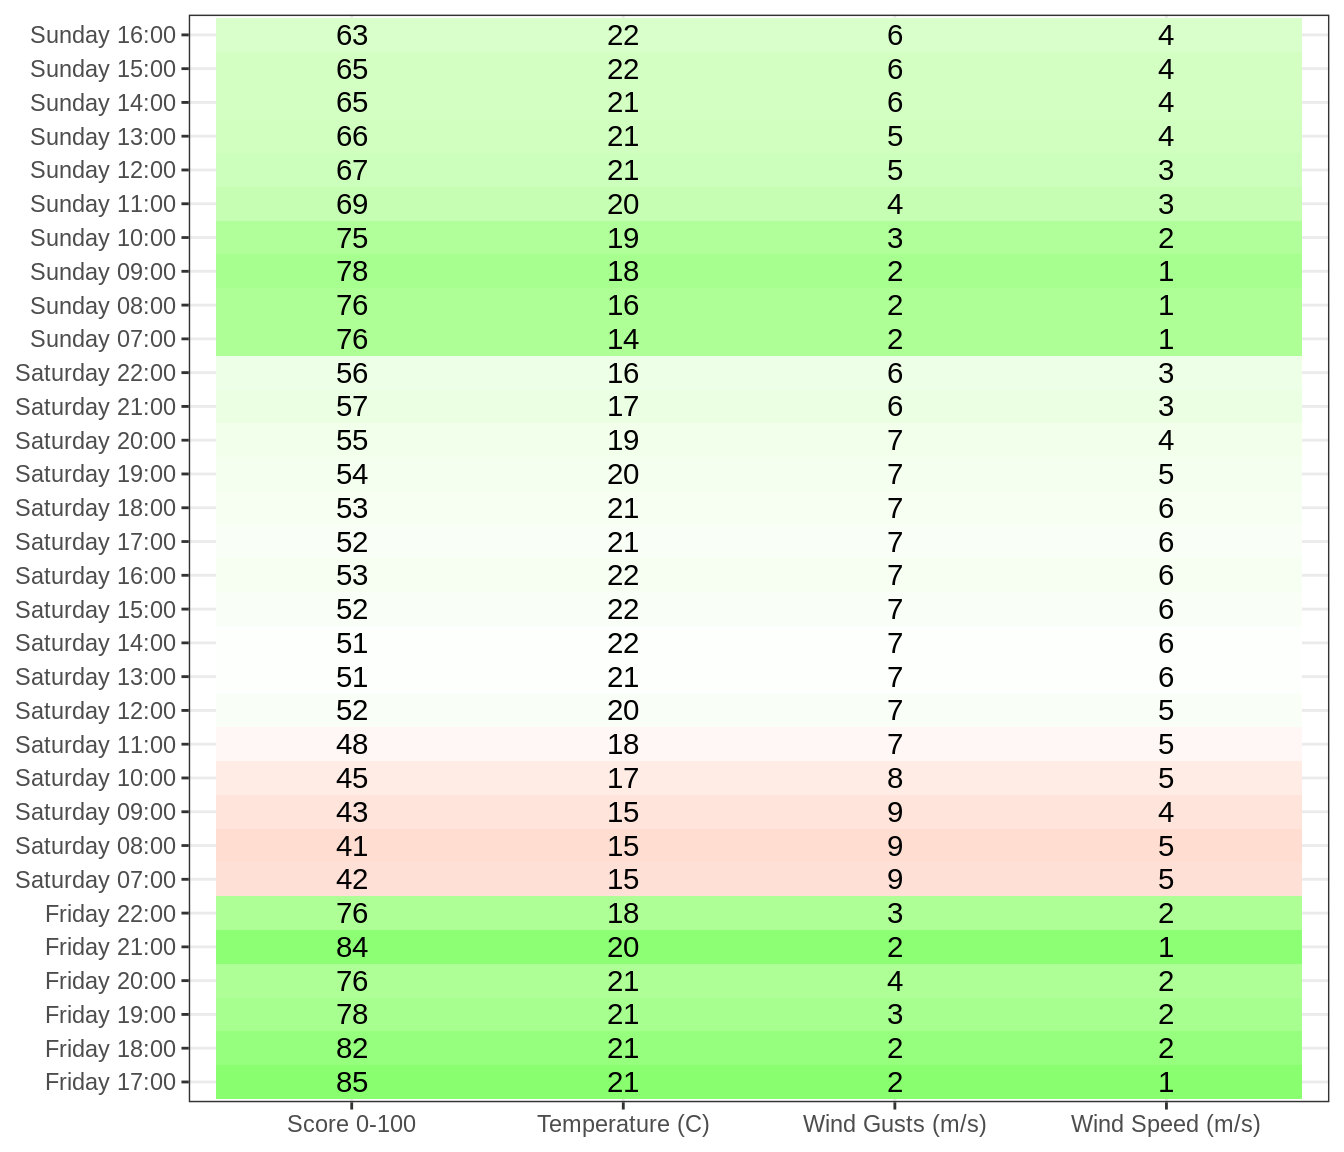 Sunday 16:00 63 22 6 4
Sunday 15:00 65 22 6 4
Sunday 14:00 65 21 6 4
Sunday 13:00 66 21 5 4
Sunday 12:00 67 21 5 3
Sunday 11:00 69 20 4 3
Sunday 10:00 75 19 3 2
Sunday 09:00 78 18 2 1
Sunday 08:00 76 16 2 1
Sunday 07:00 76 14 2 1
Saturday 22:00 56 16 6 3
Saturday 21:00 57 17 6 3
Saturday 20:00 55 19 7 4
Saturday 19:00 54 20 7 5
Saturday 18:00 53 21 7 6
Saturday 17:00 52 21 7 6
Saturday 16:00 53 22 7 6
Saturday 15:00 52 22 7 6
Saturday 14:00 51 22 7 6
Saturday 13:00 51 21 7 6
Saturday 12:00 52 20 7 5
Saturday 11:00 48 18 7 5
Saturday 10:00 45 17 8 5
Saturday 09:00 43 15 9 4
Saturday 08:00 41 15 9 5
Saturday 07:00 42 15 9 5
Friday 22:00 76 18 3 2
Friday 21:00 84 20 2 1
Friday 20:00 76 21 4 2
Friday 19:00 78 21 3 2
Friday 18:00 82 21 2 2
Friday 17:00 85 21 2 1
Score 0-100 Temperature (C) Wind Gusts (m/s) Wind Speed (m/s)